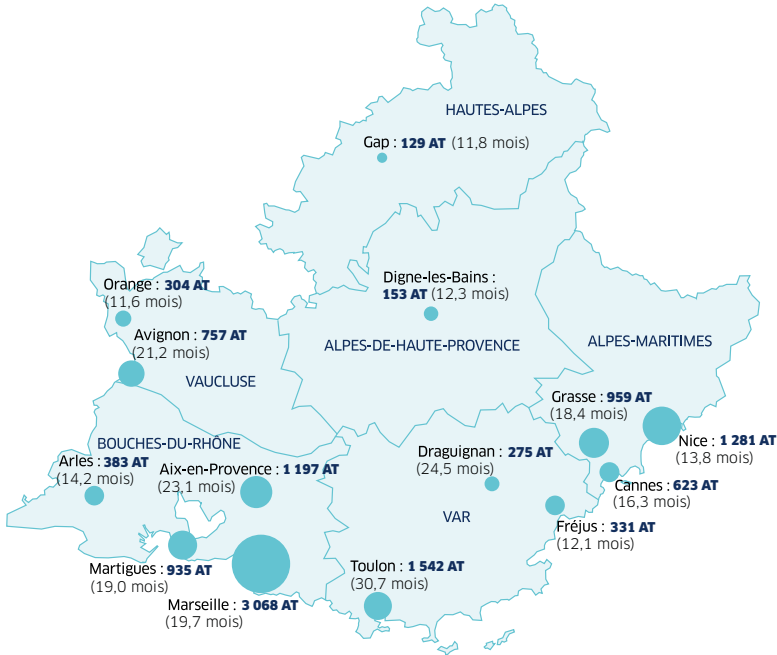 HAUTES-ALPES
Gap : 129 AT (11,8 mois)
Orange : 304 AT
(11,6 mois)
Digne-les-Bains :
153 AT (12,3 mois)
Avignon : 757 AT
(21,2 mois)
ALPES-DE-HAUTE-PROVENCE
ALPES-MARITIMES
VAUCLUSE
Grasse : 959 AT
(18,4 mois)
BOUCHES-DU-RHÔNE
Nice : 1 281 AT
(13,8 mois)
Arles : 383 AT
(14,2 mois)
Aix-en-Provence : 1 197 AT
(23,1 mois)
Draguignan : 275 AT
(24,5 mois)
Cannes : 623 AT
(16,3 mois)
VAR
Fréjus : 331 AT
(12,1 mois)
Martigues : 935 AT
(19,0 mois)
Toulon : 1 542 AT
(30,7 mois)
Marseille : 3 068 AT
(19,7 mois)